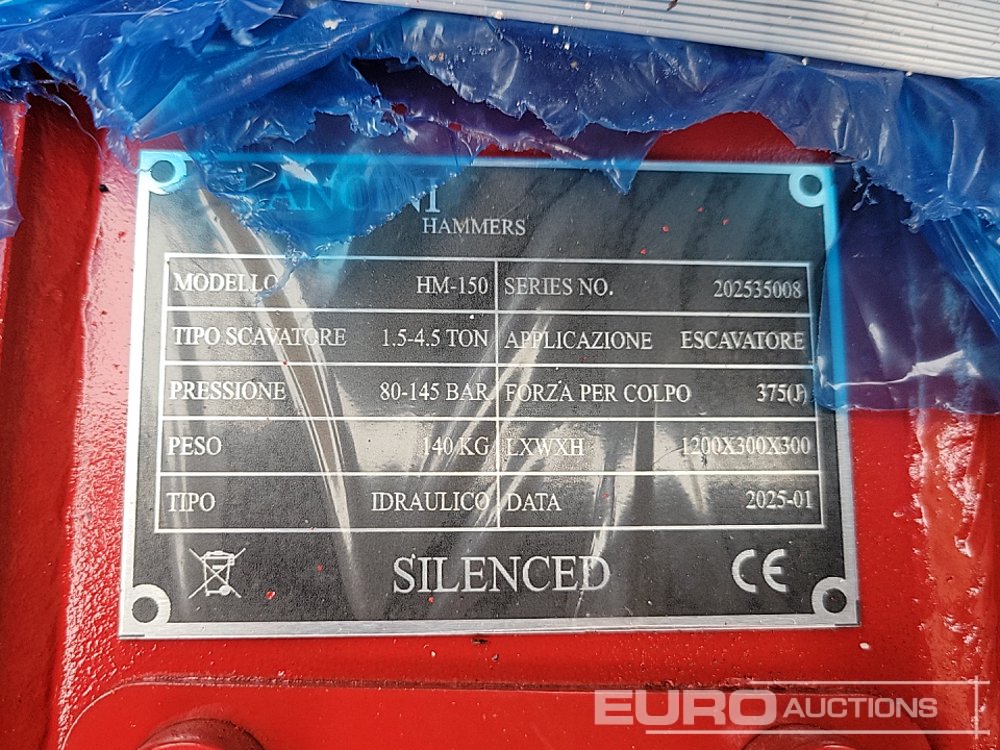 HAMMERS
MODELLO HM-150 SERIES NO. 202535008
TIPO SCAVATORE 1.5-4.5 TON APPLICAZIONE ESCAVATORE
PRESSIONE 80-145 BAR FORZA PER COLPO 375(J)
PESO 140 KG LXWXH 1200X300X300
TIPO IDRAULICO DATA 2025-01
SILENCED CE
EURO AUCTIONS